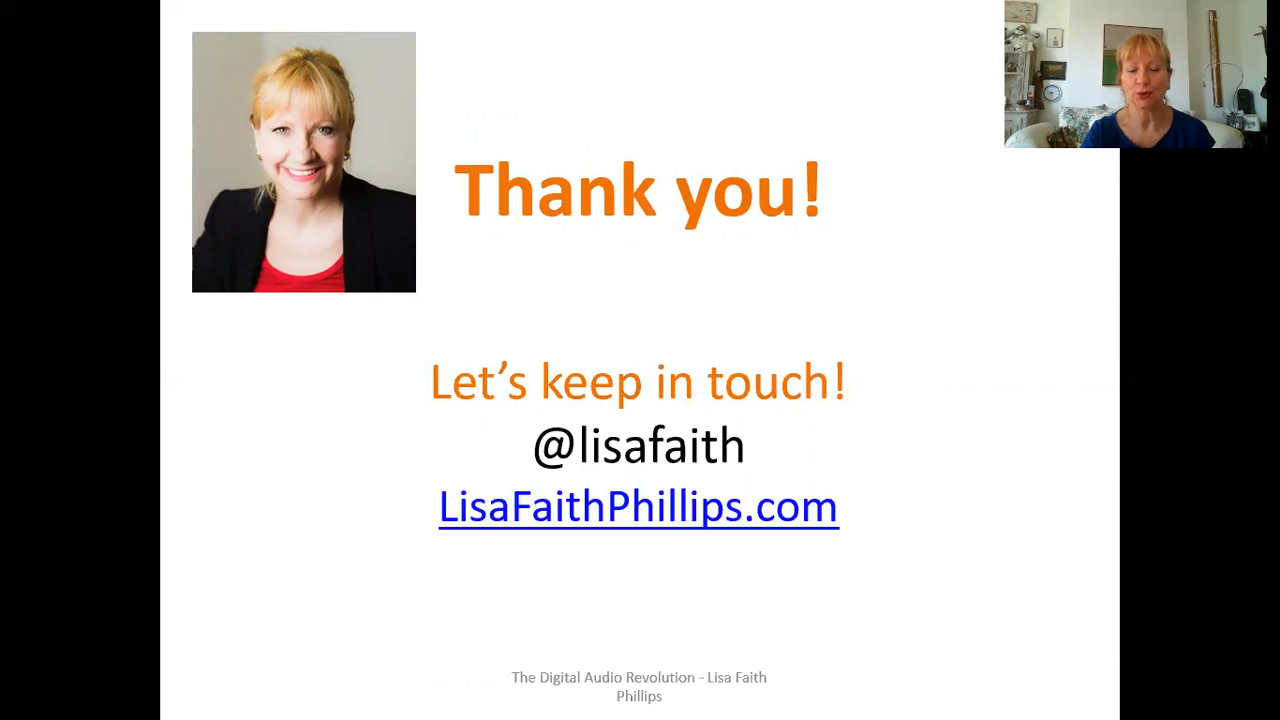 Thank you!
Let’s keep in touch!
@lisafaith
LisaFaithPhillips.com
The Digital Audio Revolution - Lisa Faith
Phillips